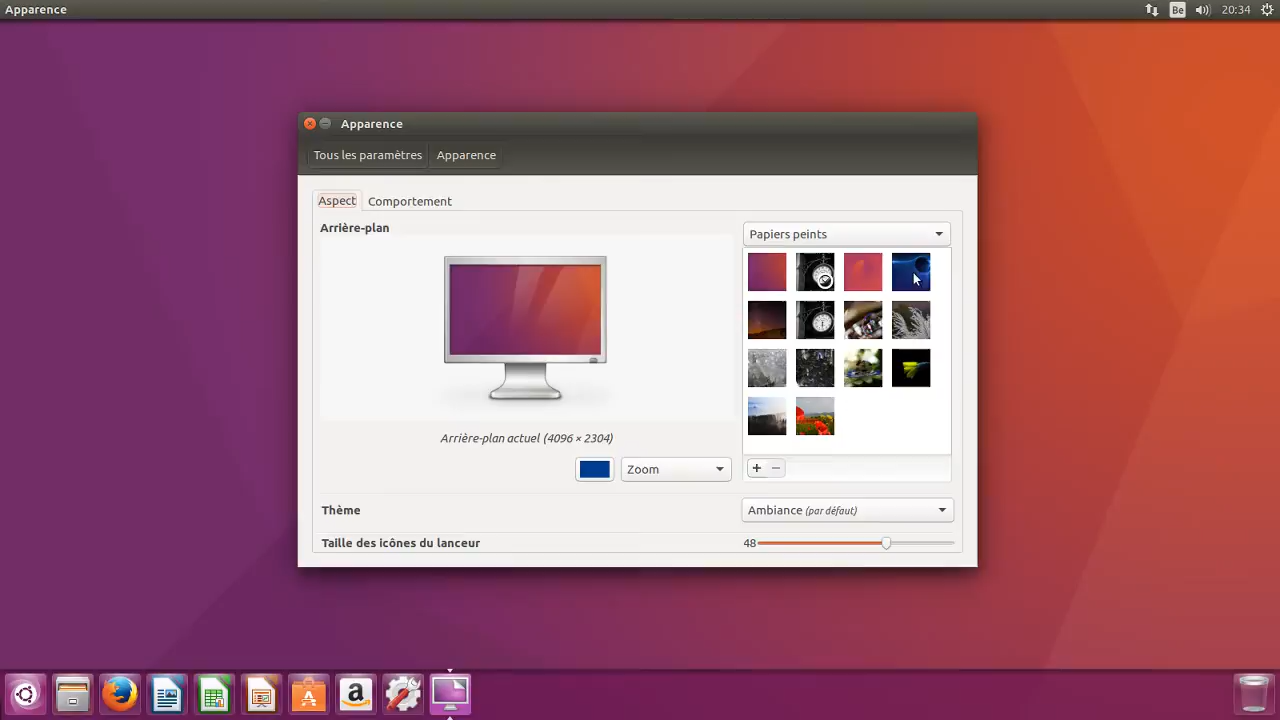 Apparence
Be
20:34
Apparence
Tous les paramètres
Apparence
Aspect
Comportement
Arrière-plan
Papiers peints
Arrière-plan actuel (4096 × 2304)
Zoom
+ −
Thème
Ambiance (par défaut)
Taille des icônes du lanceur
48